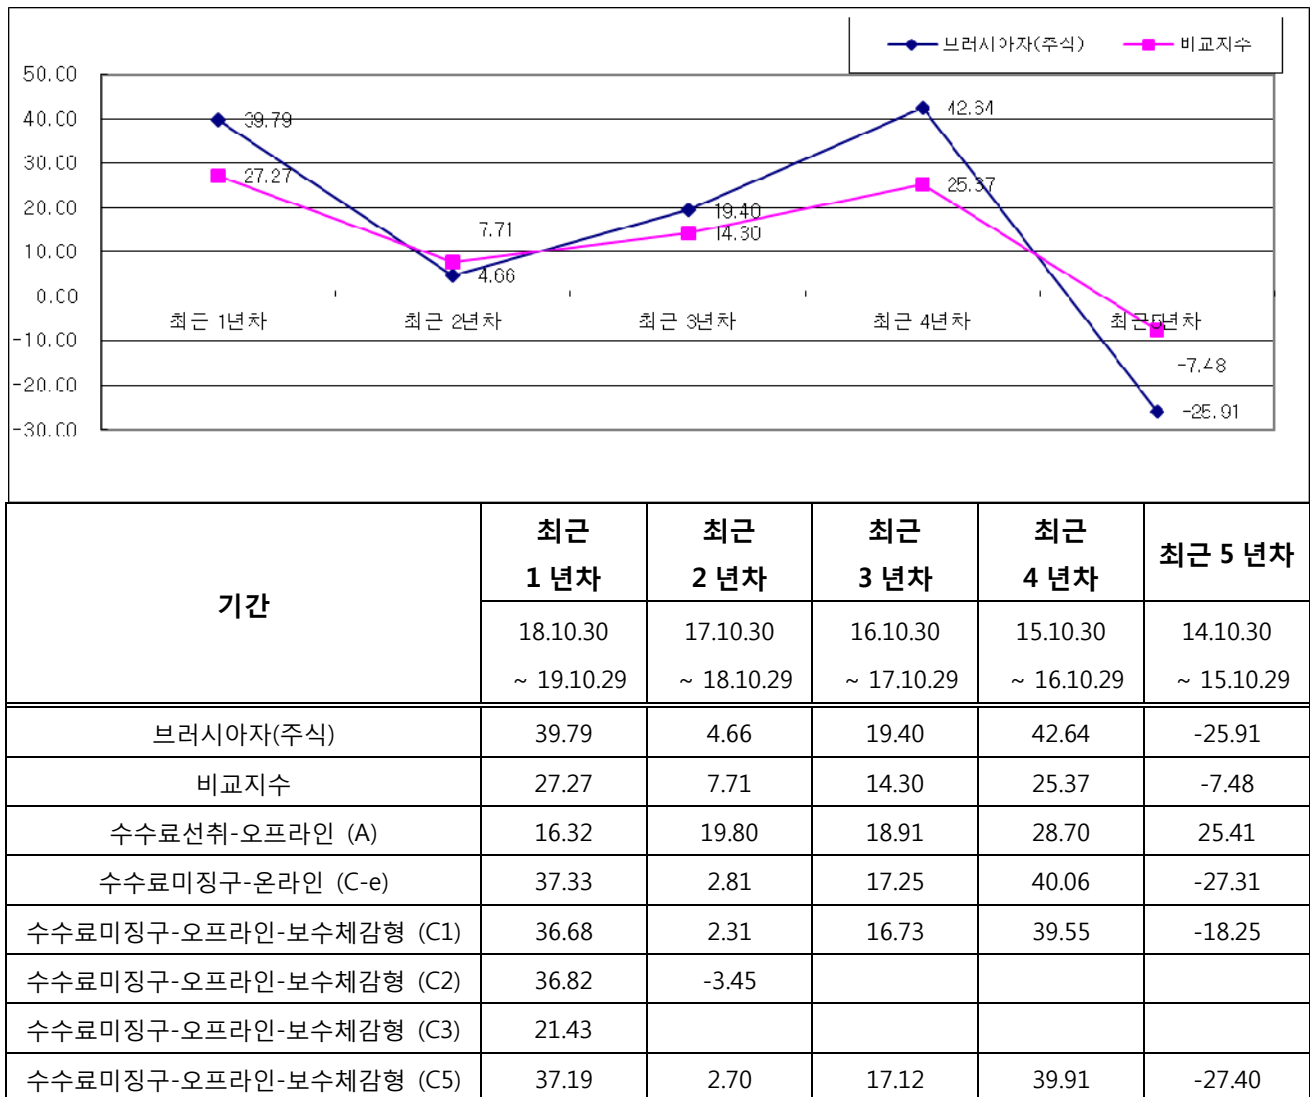 브러시아자(주식) 비교지수
50.00
40.00
30.00
20.00
10.00
0.00
-10.00
-20.00
-30.00
39.79
27.27
7.71
4.66
19.40
14.30
42.64
25.37
-7.48
-25.91
최근 1년차 최근 2년차 최근 3년차 최근 4년차 최근5년차
기간 최근 1 년차 최근 2 년차 최근 3 년차 최근 4 년차 최근 5 년차
18.10.30 17.10.30 16.10.30 15.10.30 14.10.30
~ 19.10.29 ~ 18.10.29 ~ 17.10.29 ~ 16.10.29 ~ 15.10.29
브러시아자(주식) 39.79 4.66 19.40 42.64 -25.91
비교지수 27.27 7.71 14.30 25.37 -7.48
수수료선취-오프라인 (A) 16.32 19.80 18.91 28.70 25.41
수수료미징구-온라인 (C-e) 37.33 2.81 17.25 40.06 -27.31
수수료미징구-오프라인-보수체감형 (C1) 36.68 2.31 16.73 39.55 -18.25
수수료미징구-오프라인-보수체감형 (C2) 36.82 -3.45
수수료미징구-오프라인-보수체감형 (C3) 21.43
수수료미징구-오프라인-보수체감형 (C5) 37.19 2.70 17.12 39.91 -27.40